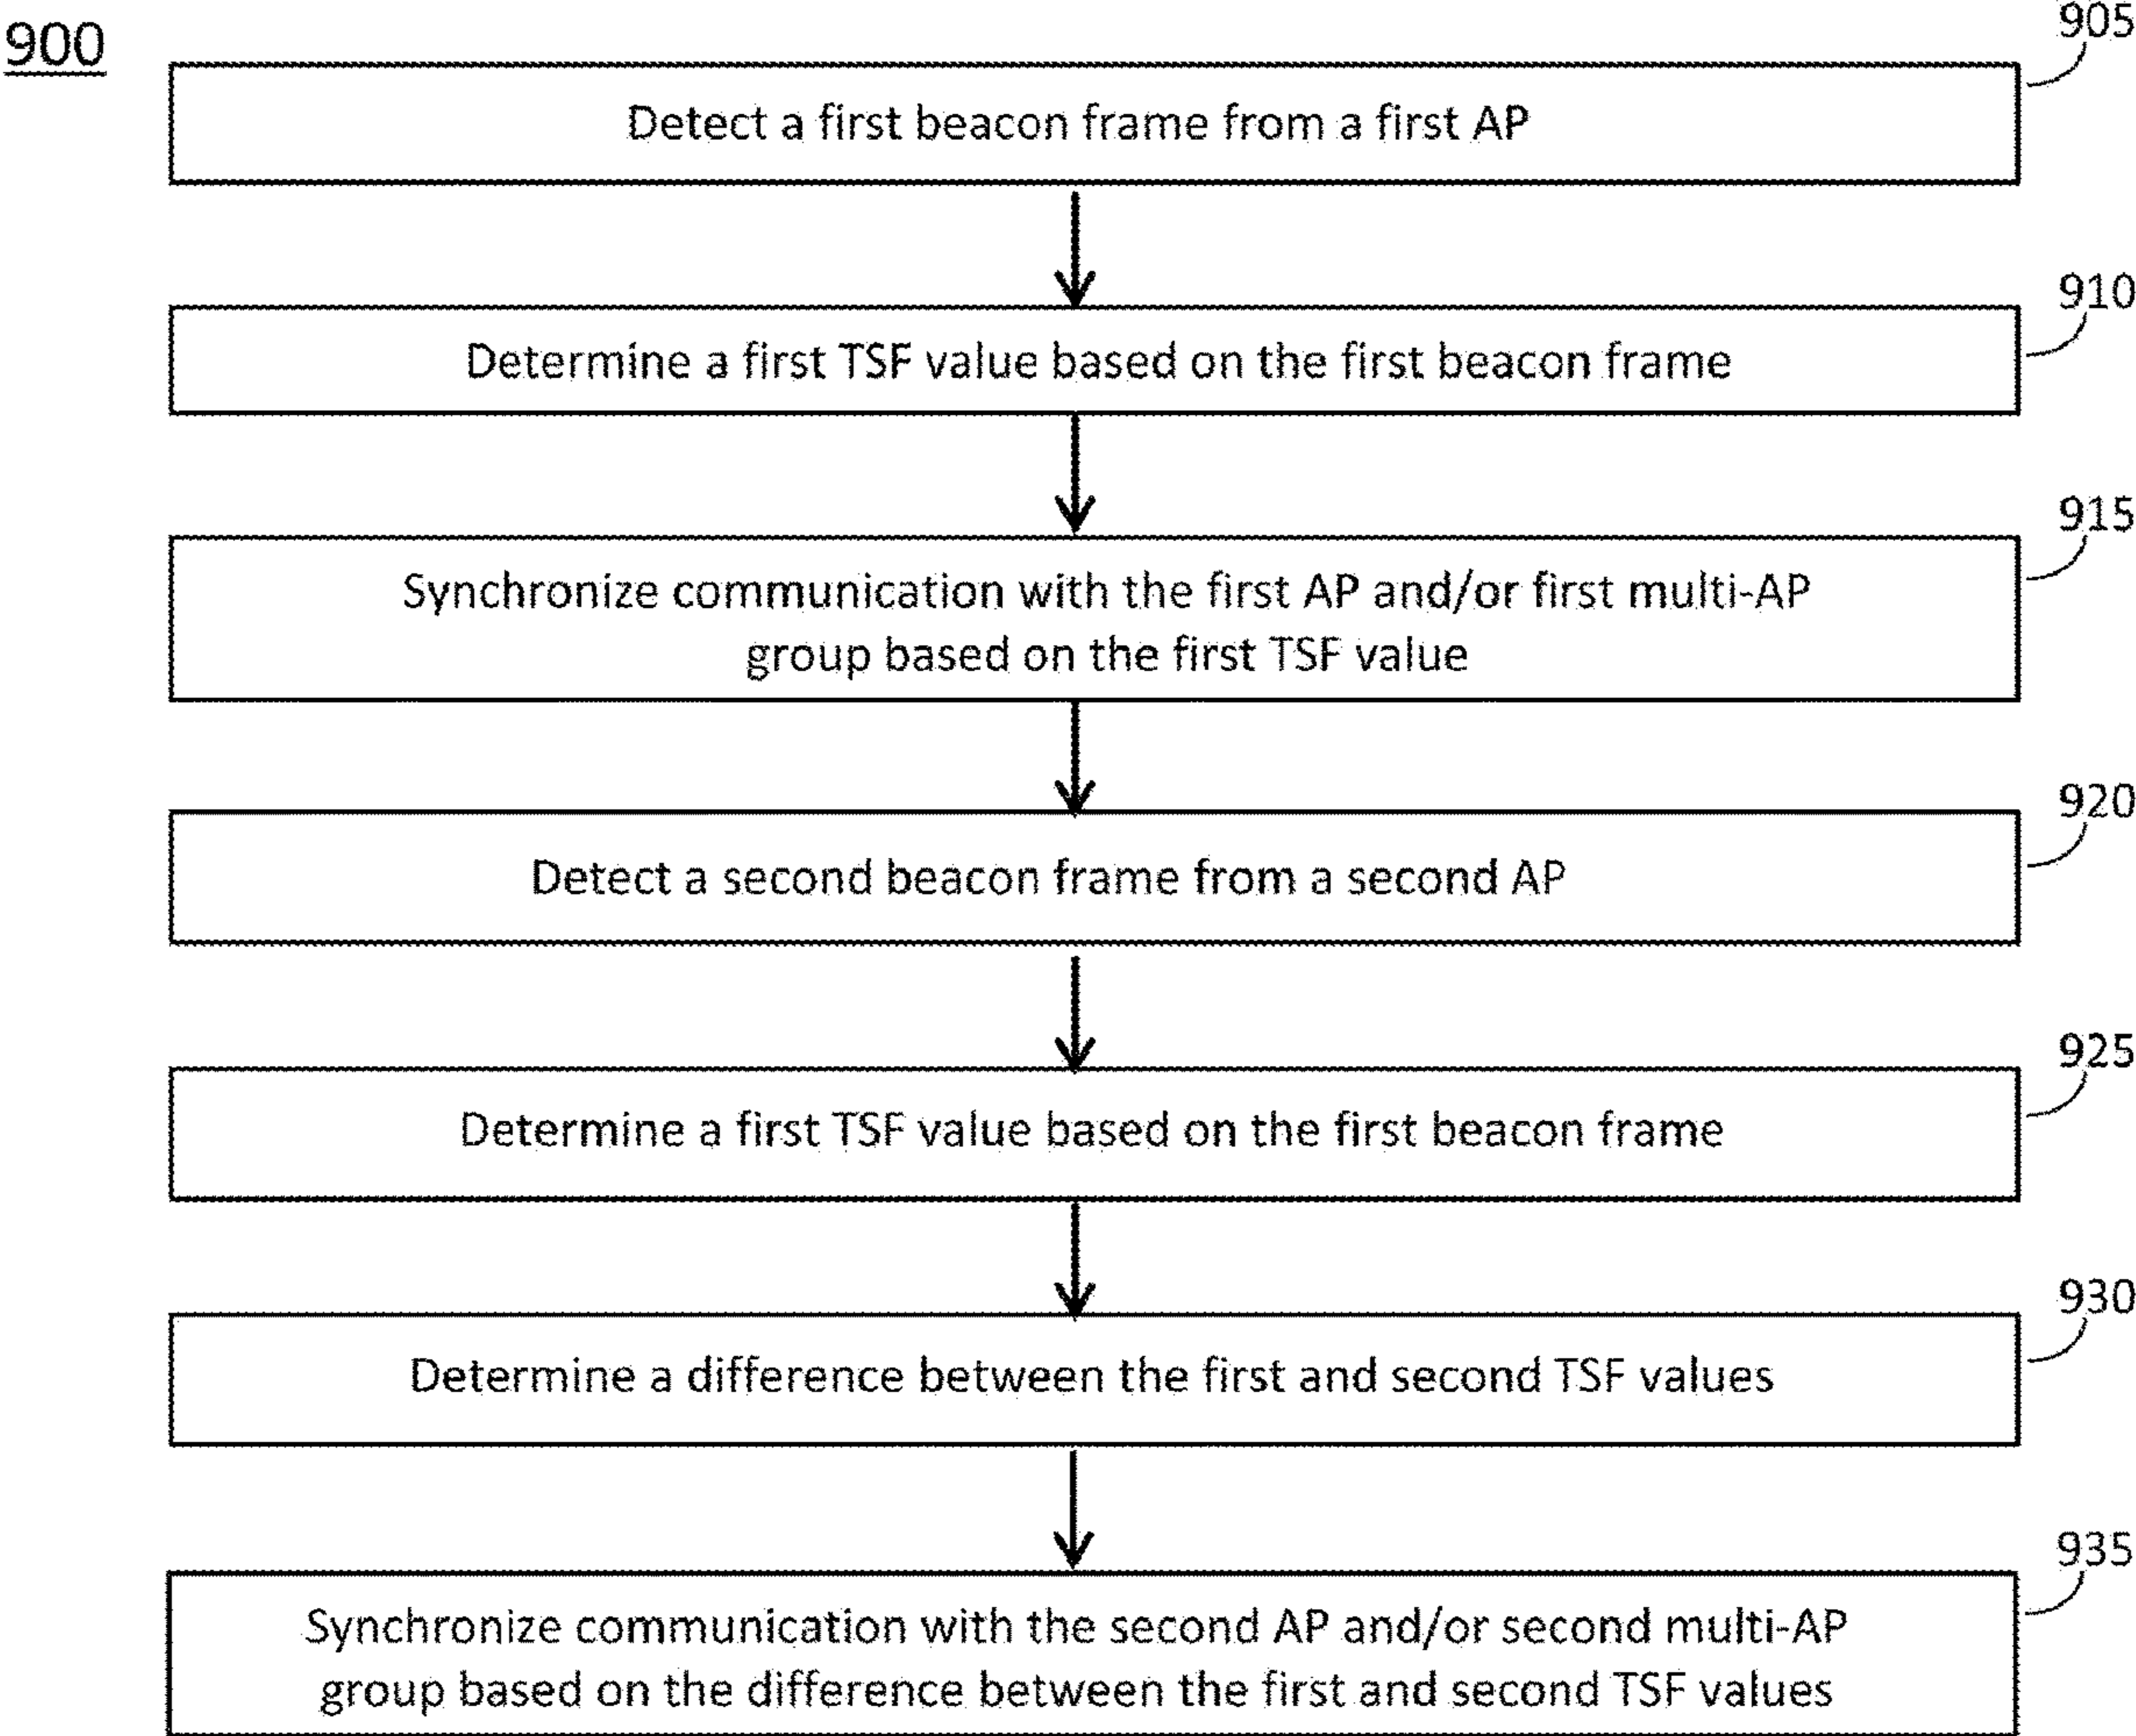 900
905
Detect a first beacon frame from a first AP
910
Determine a first TSF value based on the first beacon frame
915
Synchronize communication with the first AP and/or first multi-AP
group based on the first TSF value
920
Detect a second beacon frame from a second AP
925
Determine a first TSF value based on the first beacon frame
930
Determine a difference between the first and second TSF values
935
Synchronize communication with the second AP and/or second multi-AP
group based on the difference between the first and second TSF values